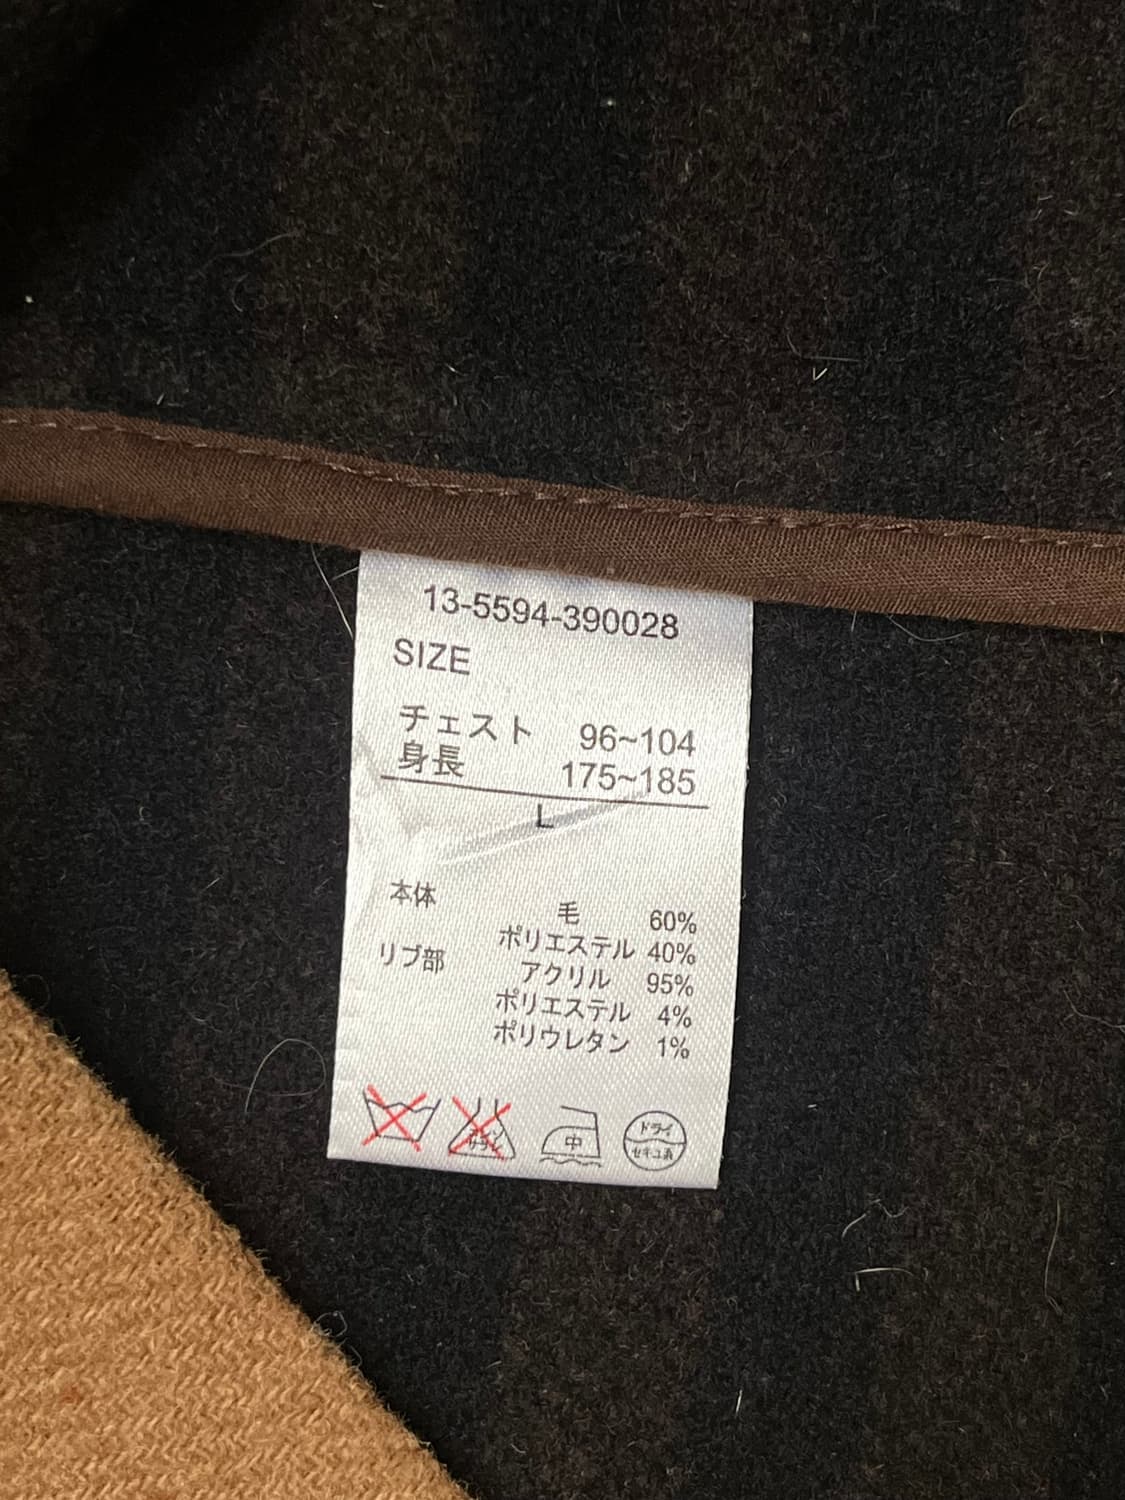 13-5594-390028
SIZE
チェスト 96~104
身長 175~185
L
本体 毛 60%
ポリエステル 40%
リブ部 アクリル 95%
ポリエステル 4%
ポリウレタン 1%
中
ドライ
セキユ系